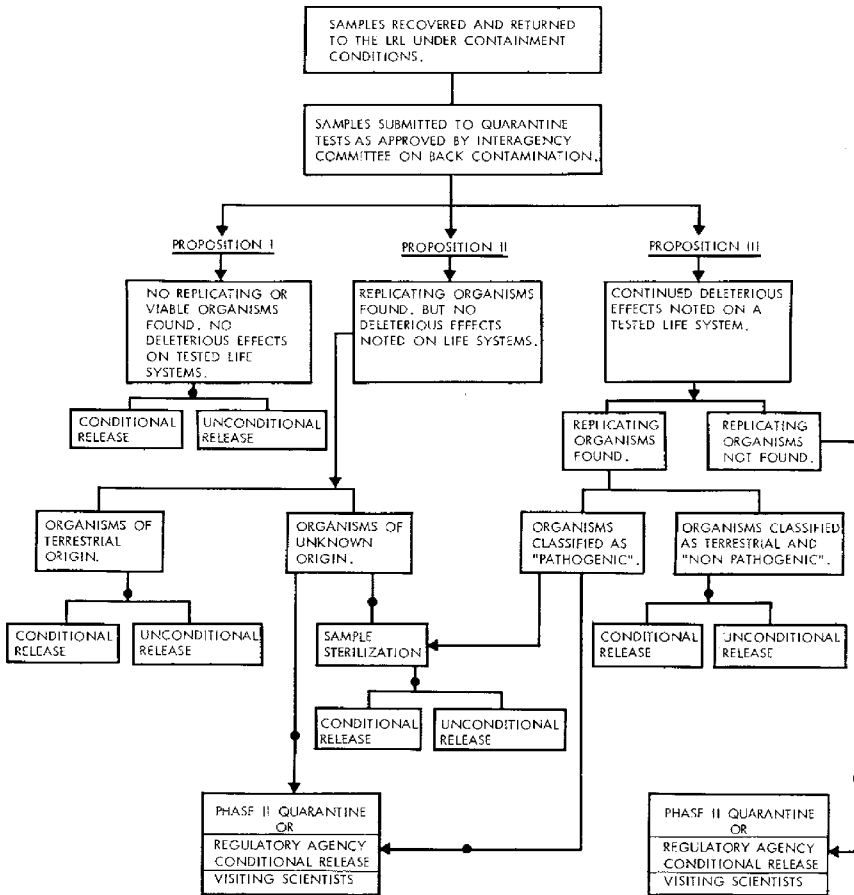 SAMPLES RECOVERED AND RETURNED
TO THE LRL UNDER CONTAINMENT
CONDITIONS.
SAMPLES SUBMITTED TO QUARANTINE
TESTS AS APPROVED BY INTERAGENCY
COMMITTEE ON BACK CONTAMINATION.
PROPOSITION I
PROPOSITION II
PROPOSITION III
NO REPLICATING OR
VIABLE ORGANISMS
FOUND. NO
DELETERIOUS EFFECTS
ON TESTED LIFE
SYSTEMS.
REPLICATING ORGANISMS
FOUND. BUT NO
DELETERIOUS EFFECTS
NOTED ON LIFE SYSTEMS.
CONTINUED DELETERIOUS
EFFECTS NOTED ON A
TESTED LIFE SYSTEM.
CONDITIONAL
RELEASE
UNCONDITIONAL
RELEASE
REPLICATING
ORGANISMS
FOUND.
REPLICATING
ORGANISMS
NOT FOUND.
ORGANISMS OF
TERRESTRIAL
ORIGIN.
ORGANISMS OF
UNKNOWN
ORIGIN.
ORGANISMS
CLASSIFIED AS
"PATHOGENIC".
ORGANISMS CLASSIFIED
AS TERRESTRIAL AND
"NON PATHOGENIC".
CONDITIONAL
RELEASE
UNCONDITIONAL
RELEASE
SAMPLE
STERILIZATION
CONDITIONAL
RELEASE
UNCONDITIONAL
RELEASE
CONDITIONAL
RELEASE
UNCONDITIONAL
RELEASE
PHASE II QUARANTINE
OR
REGULATORY AGENCY
CONDITIONAL RELEASE
VISITING SCIENTISTS
PHASE II QUARANTINE
OR
REGULATORY AGENCY
CONDITIONAL RELEASE
VISITING SCIENTISTS